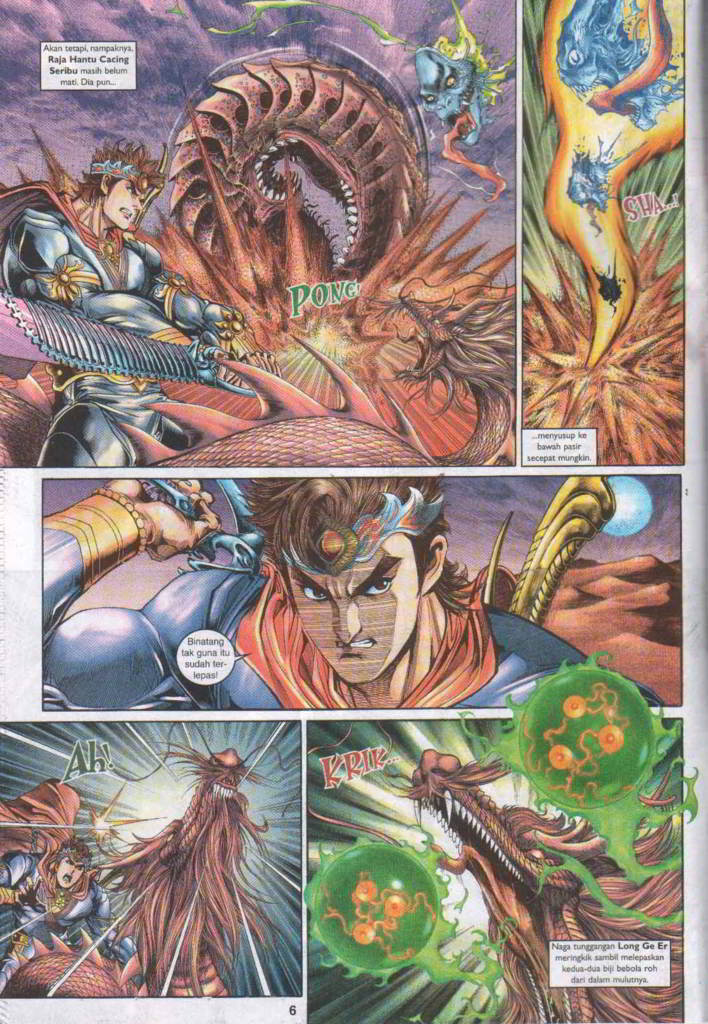 Akan tetapi, nampaknya,
Raja Hantu Cacing
Seribu masih belum
mati. Dia pun...
PONG!
SHA..!
...menyusup ke
bawah pasir
secepat mungkin.
Binatang
tak guna itu
sudah ter-
lepas!
Ah!
KRIK...
Naga tunggangan Long Ge Er
meringkik sambil melepaskan
kedua-dua biji bebola roh
dari dalam mulutnya.
6